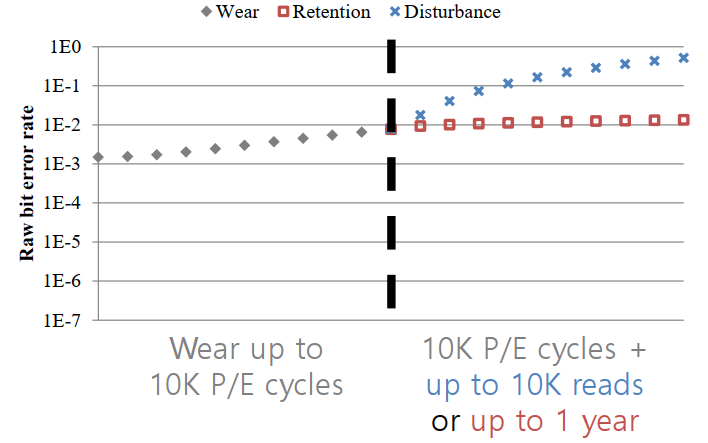 Wear Retention Disturbance
Raw bit error rate
1E0
1E-1
1E-2
1E-3
1E-4
1E-5
1E-6
1E-7
Wear up to
10K P/E cycles
10K P/E cycles +
up to 10K reads
or up to 1 year